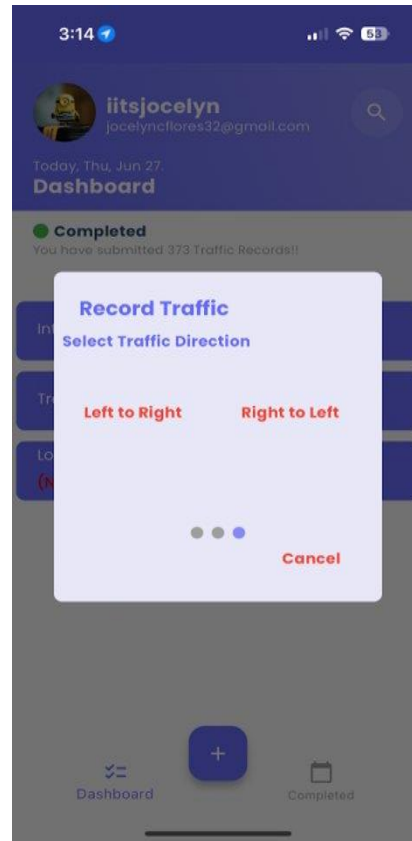 3:14
53
iitsjocelyn
jocelyncflores32@gmail.com
Today, Thu, Jun 27.
Dashboard
Completed
You have submitted 373 Traffic Records!!
Record Traffic
Select Traffic Direction
Left to Right
Right to Left
Cancel
+
Dashboard
Completed